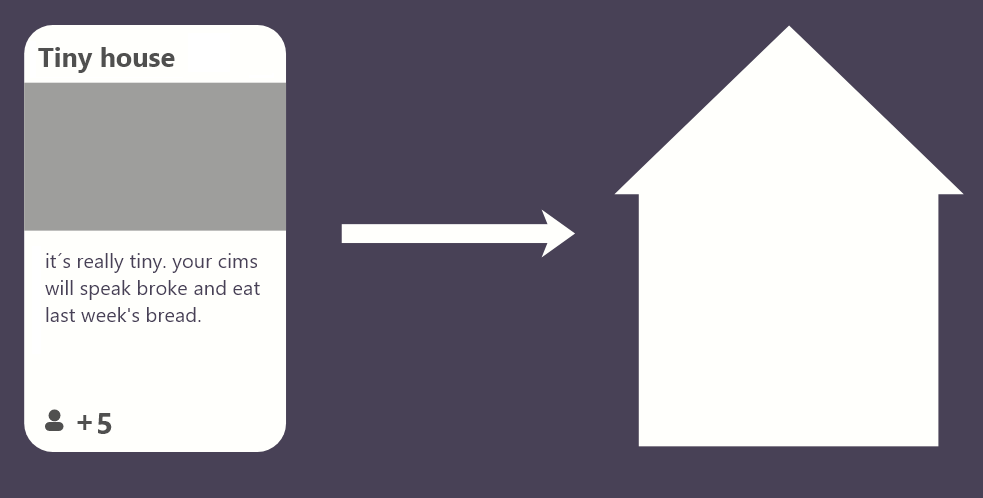 Tiny house
it´s really tiny. your cims
will speak broke and eat
last week's bread.
+5